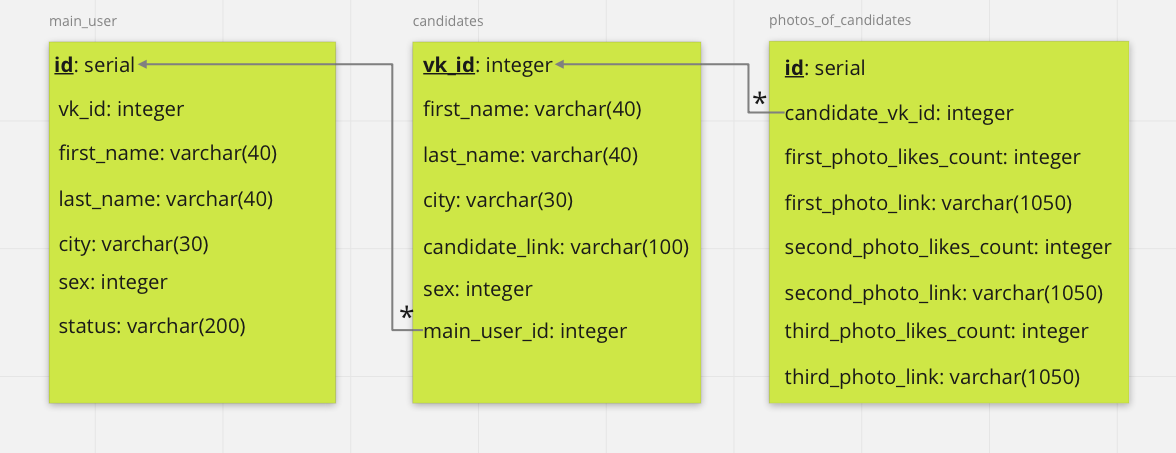 main_user
id: serial
vk_id: integer
first_name: varchar(40)
last_name: varchar(40)
city: varchar(30)
sex: integer
status: varchar(200)
candidates
vk_id: integer
first_name: varchar(40)
last_name: varchar(40)
city: varchar(30)
candidate_link: varchar(100)
sex: integer
*
main_user_id: integer
photos_of_candidates
id: serial
*
candidate_vk_id: integer
first_photo_likes_count: integer
first_photo_link: varchar(1050)
second_photo_likes_count: integer
second_photo_link: varchar(1050)
third_photo_likes_count: integer
third_photo_link: varchar(1050)